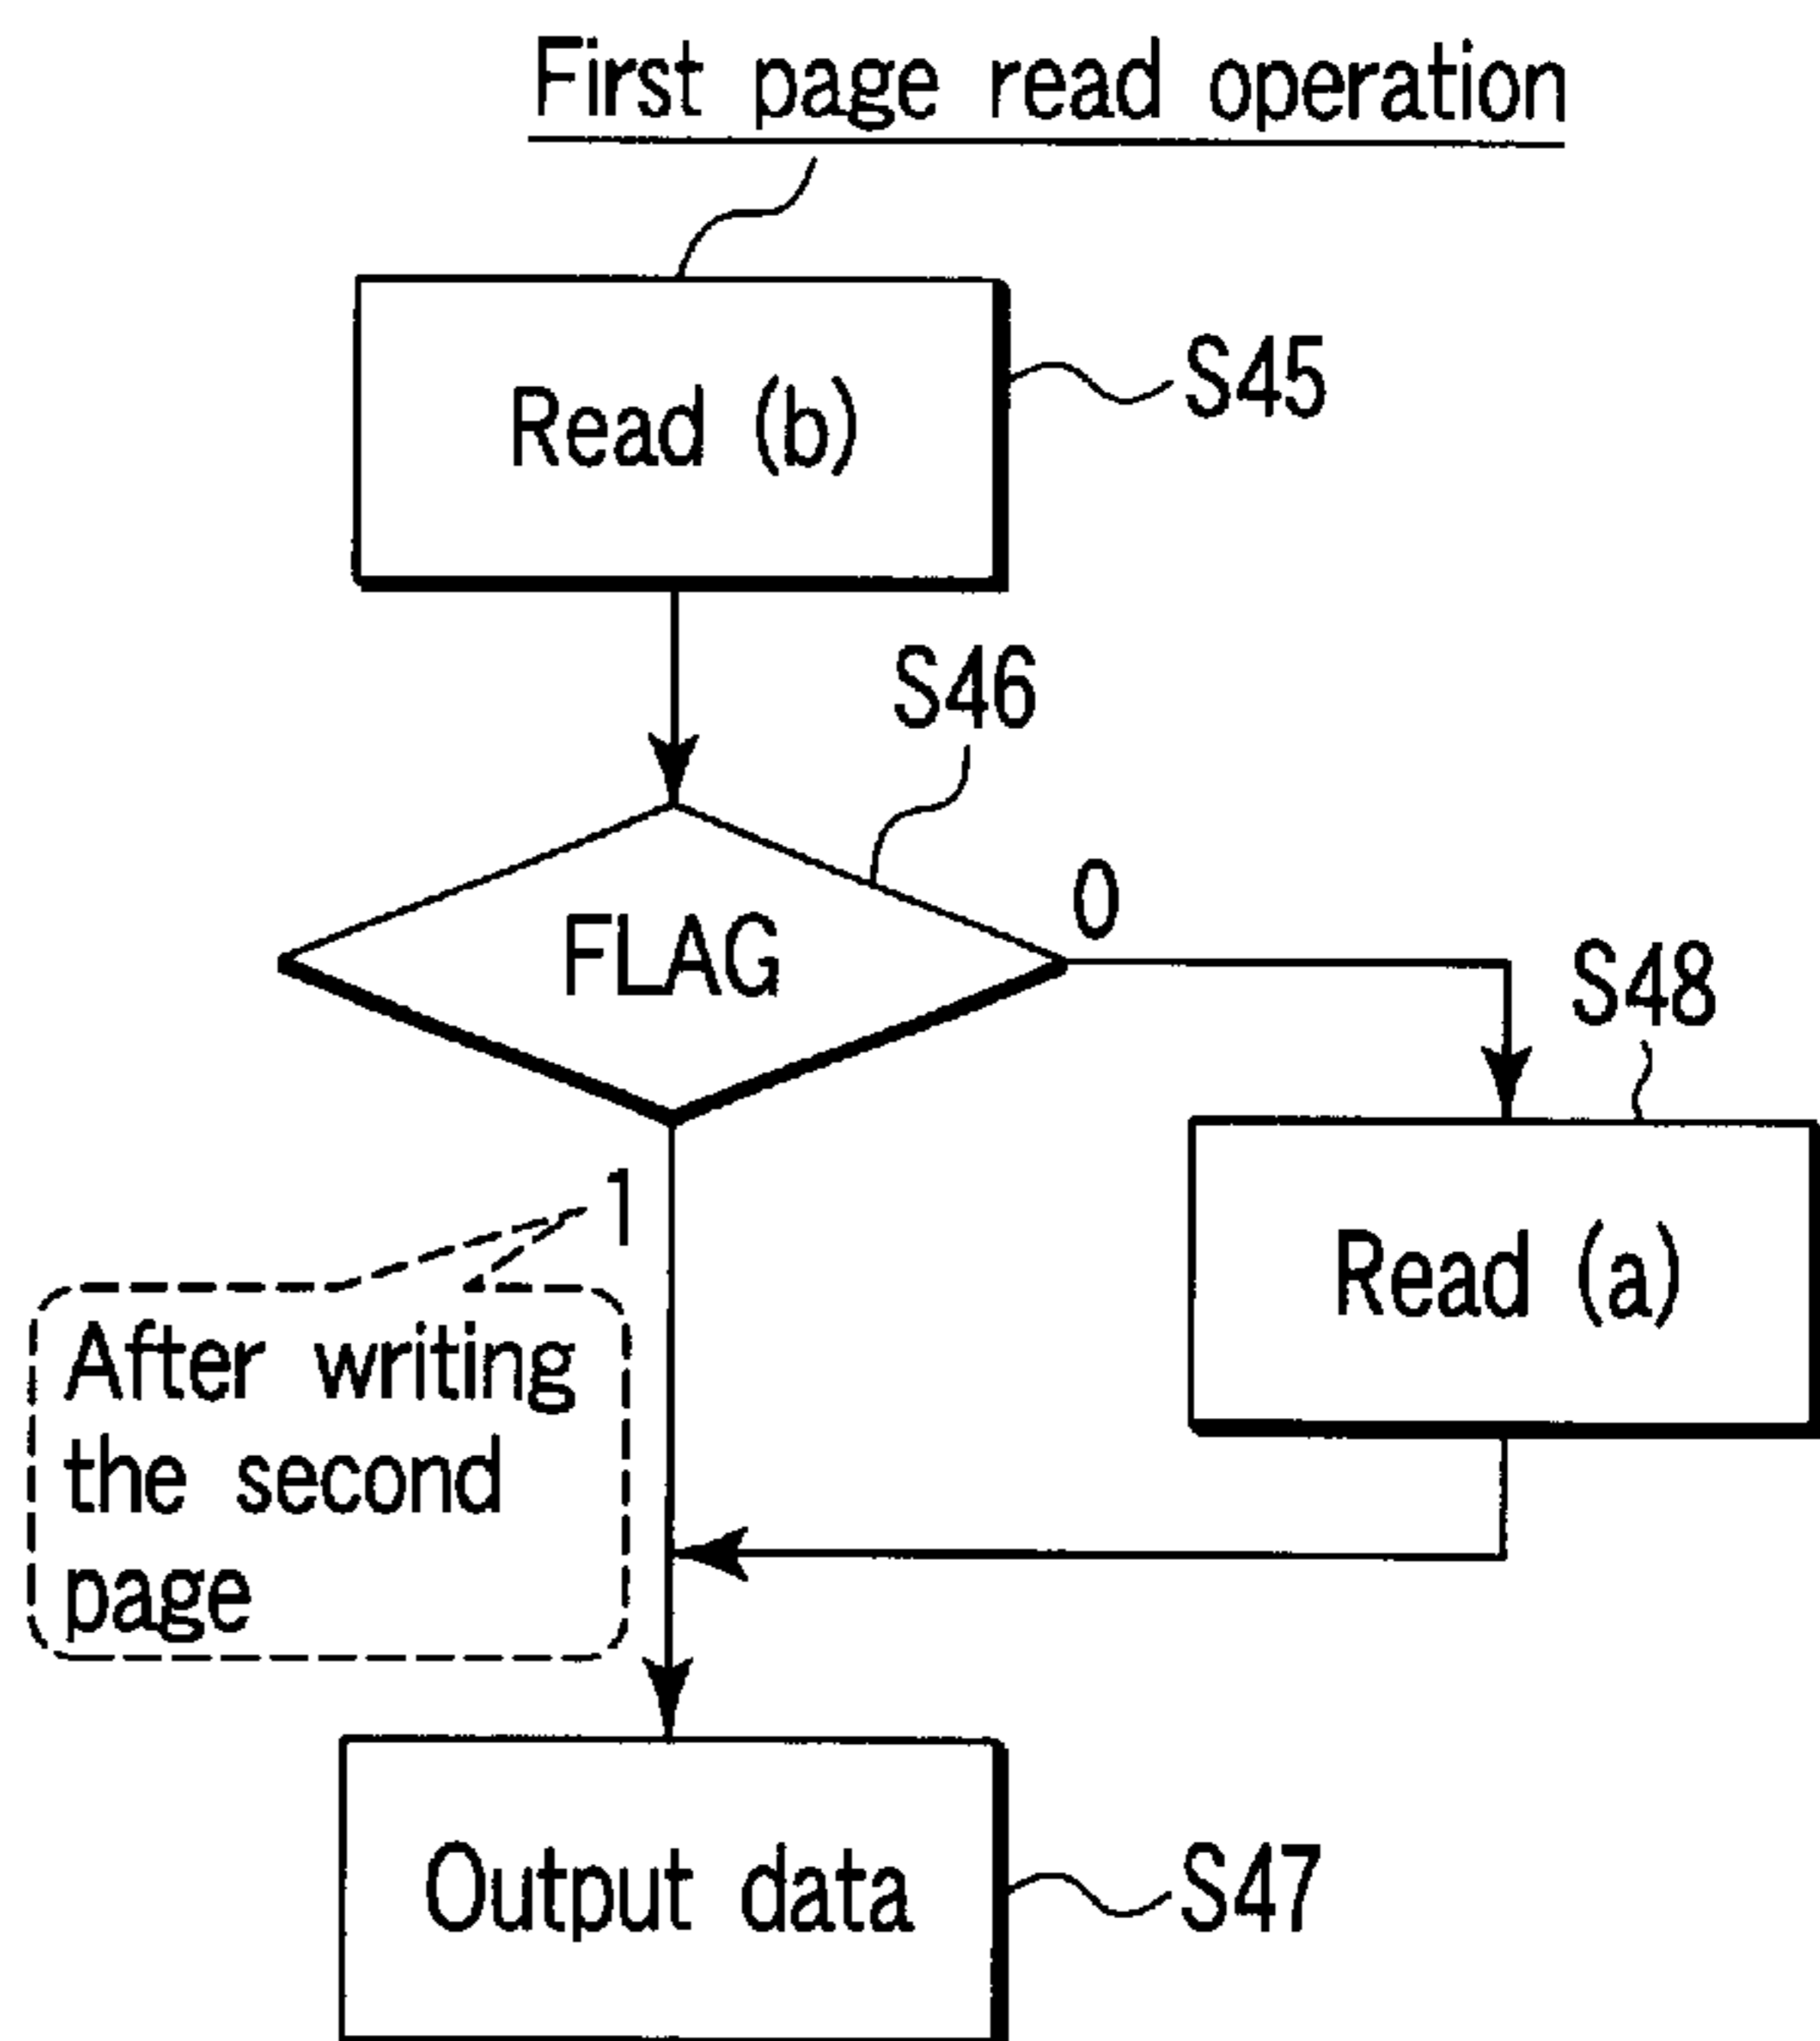 First page read operation
Read (b)
S45
S46
FLAG
0
S48
1
Read (a)
After writing
the second
page
Output data
S47